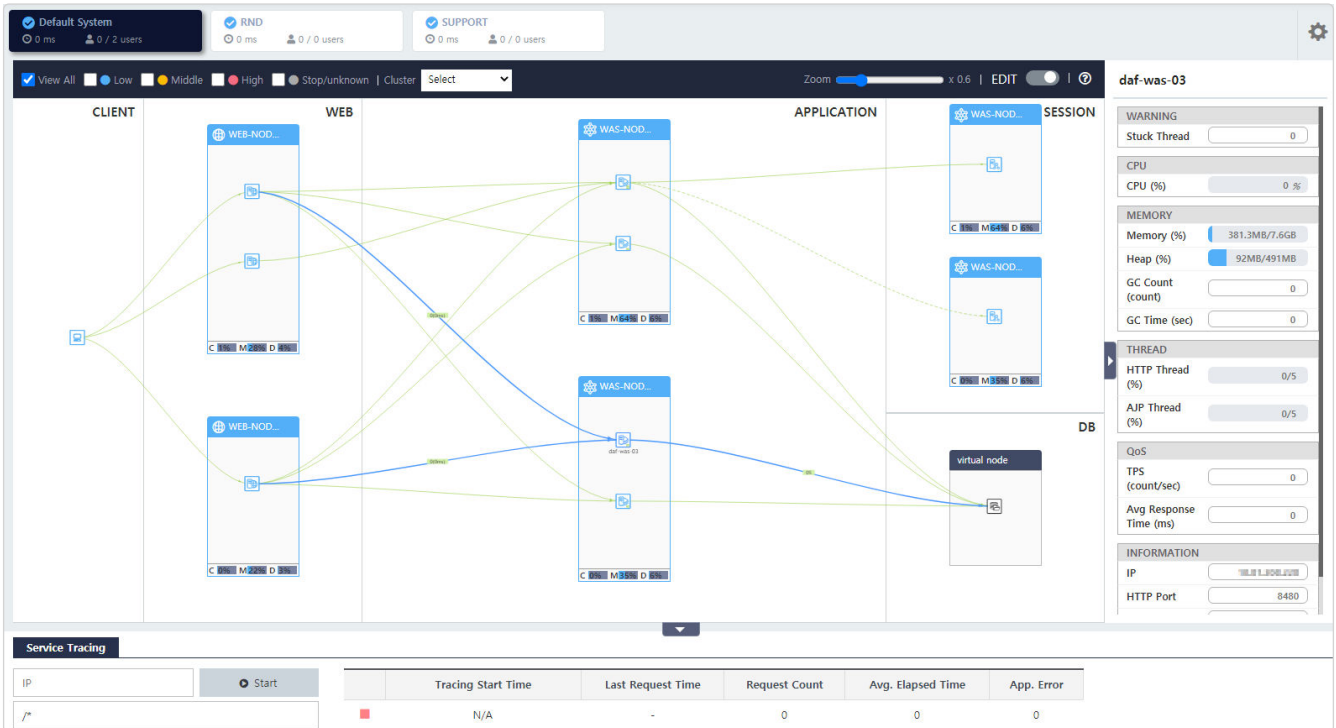 Default System
0 ms 0 / 2 users
RND
0 ms 0 / 0 users
SUPPORT
0 ms 0 / 0 users
View All Low Middle High Stop/unknown | Cluster Select
Zoom x 0.6 | EDIT |
CLIENT
WEB
APPLICATION
SESSION
DB
WEB-NOD...
C 1% M 28% D 4%
WEB-NOD...
C 0% M 22% D 3%
WAS-NOD...
C 1% M 64% D 6%
WAS-NOD...
daf-was-03
C 0% M 35% D 6%
WAS-NOD...
C 1% M 64% D 6%
WAS-NOD...
C 0% M 35% D 6%
virtual node
daf-was-03
WARNING
Stuck Thread 0
CPU
CPU (%) 0 %
MEMORY
Memory (%) 381.3MB/7.6GB
Heap (%) 92MB/491MB
GC Count
(count) 0
GC Time (sec) 0
THREAD
HTTP Thread
(%) 0/5
AJP Thread
(%) 0/5
QoS
TPS
(count/sec) 0
Avg Response
Time (ms) 0
INFORMATION
IP
HTTP Port 8480
Service Tracing
IP
Start
/*
Tracing Start Time Last Request Time Request Count Avg. Elapsed Time App. Error
N/A - 0 0 0